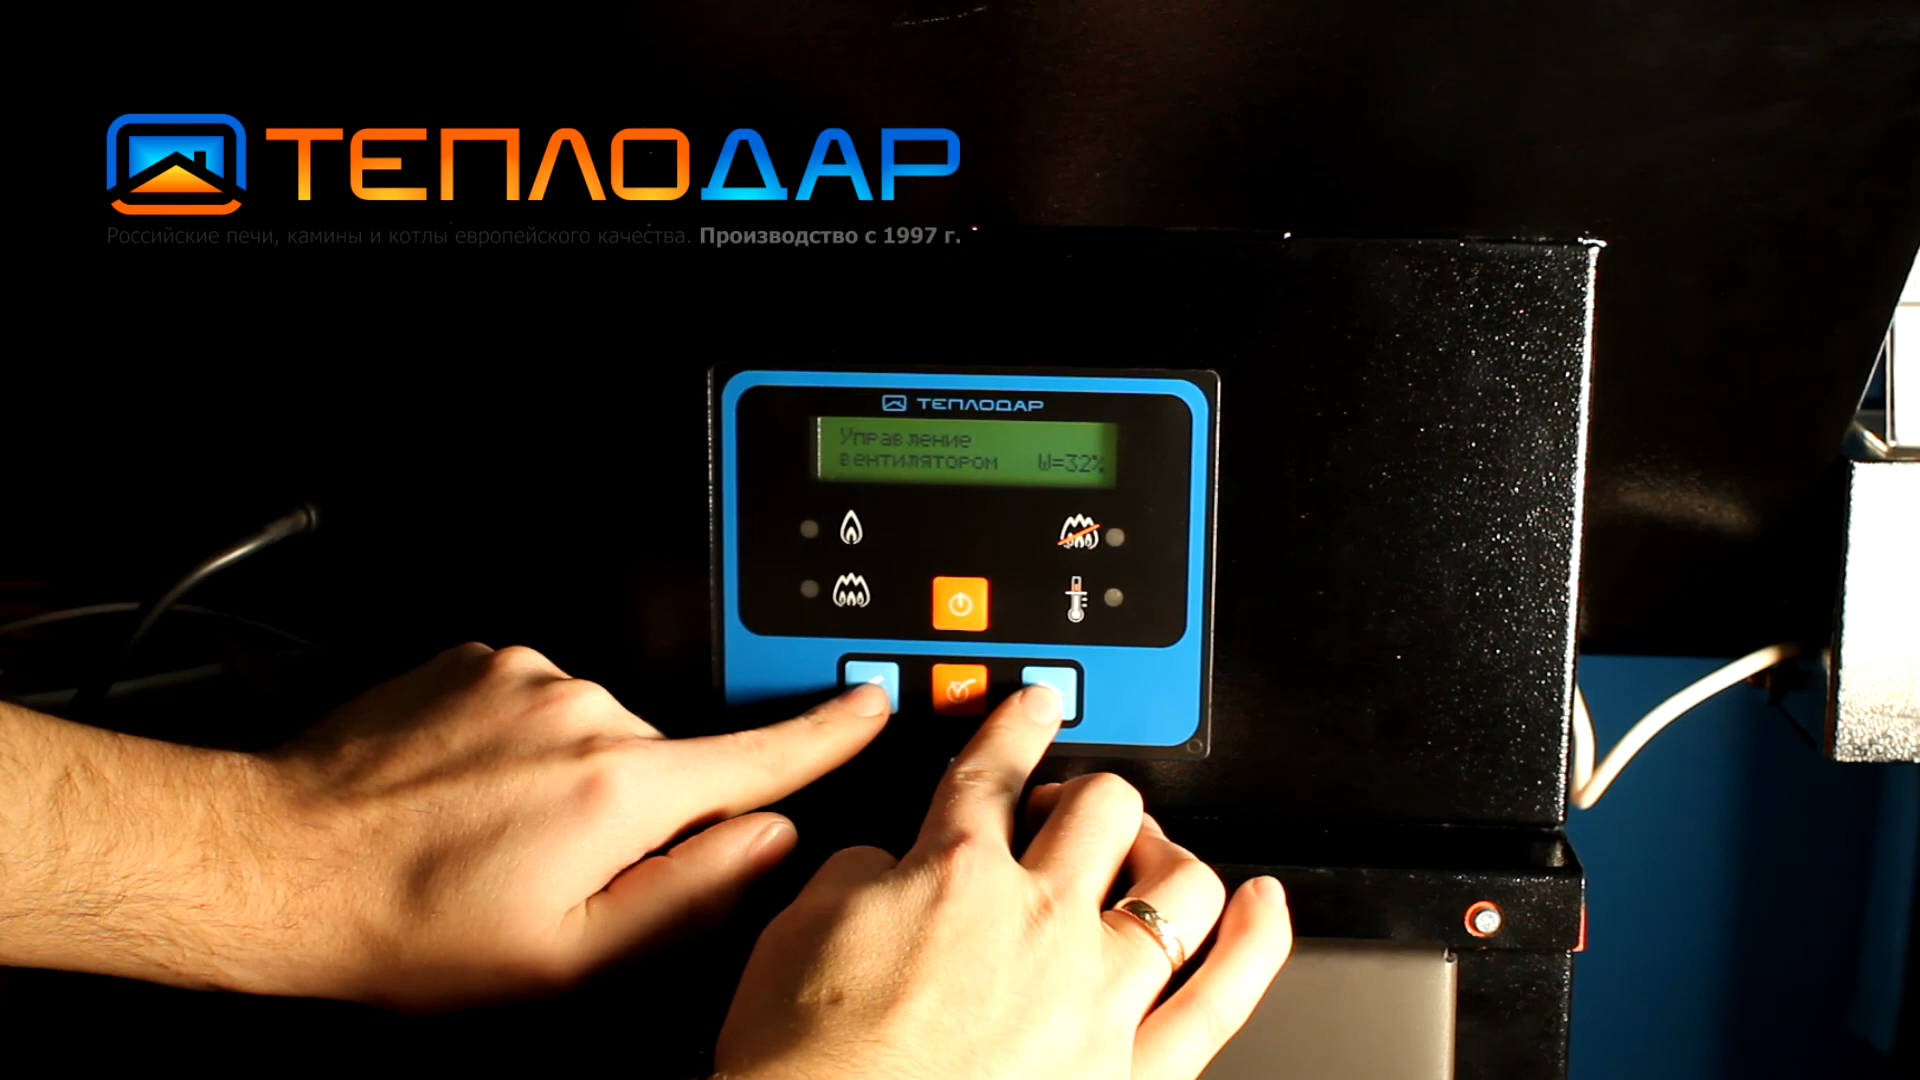 ТЕПЛОДАР
Российские печи, камины и котлы европейского качества. Производство с 1997 г.
ТЕПЛОДАР
Управление
вентилятором W=32%